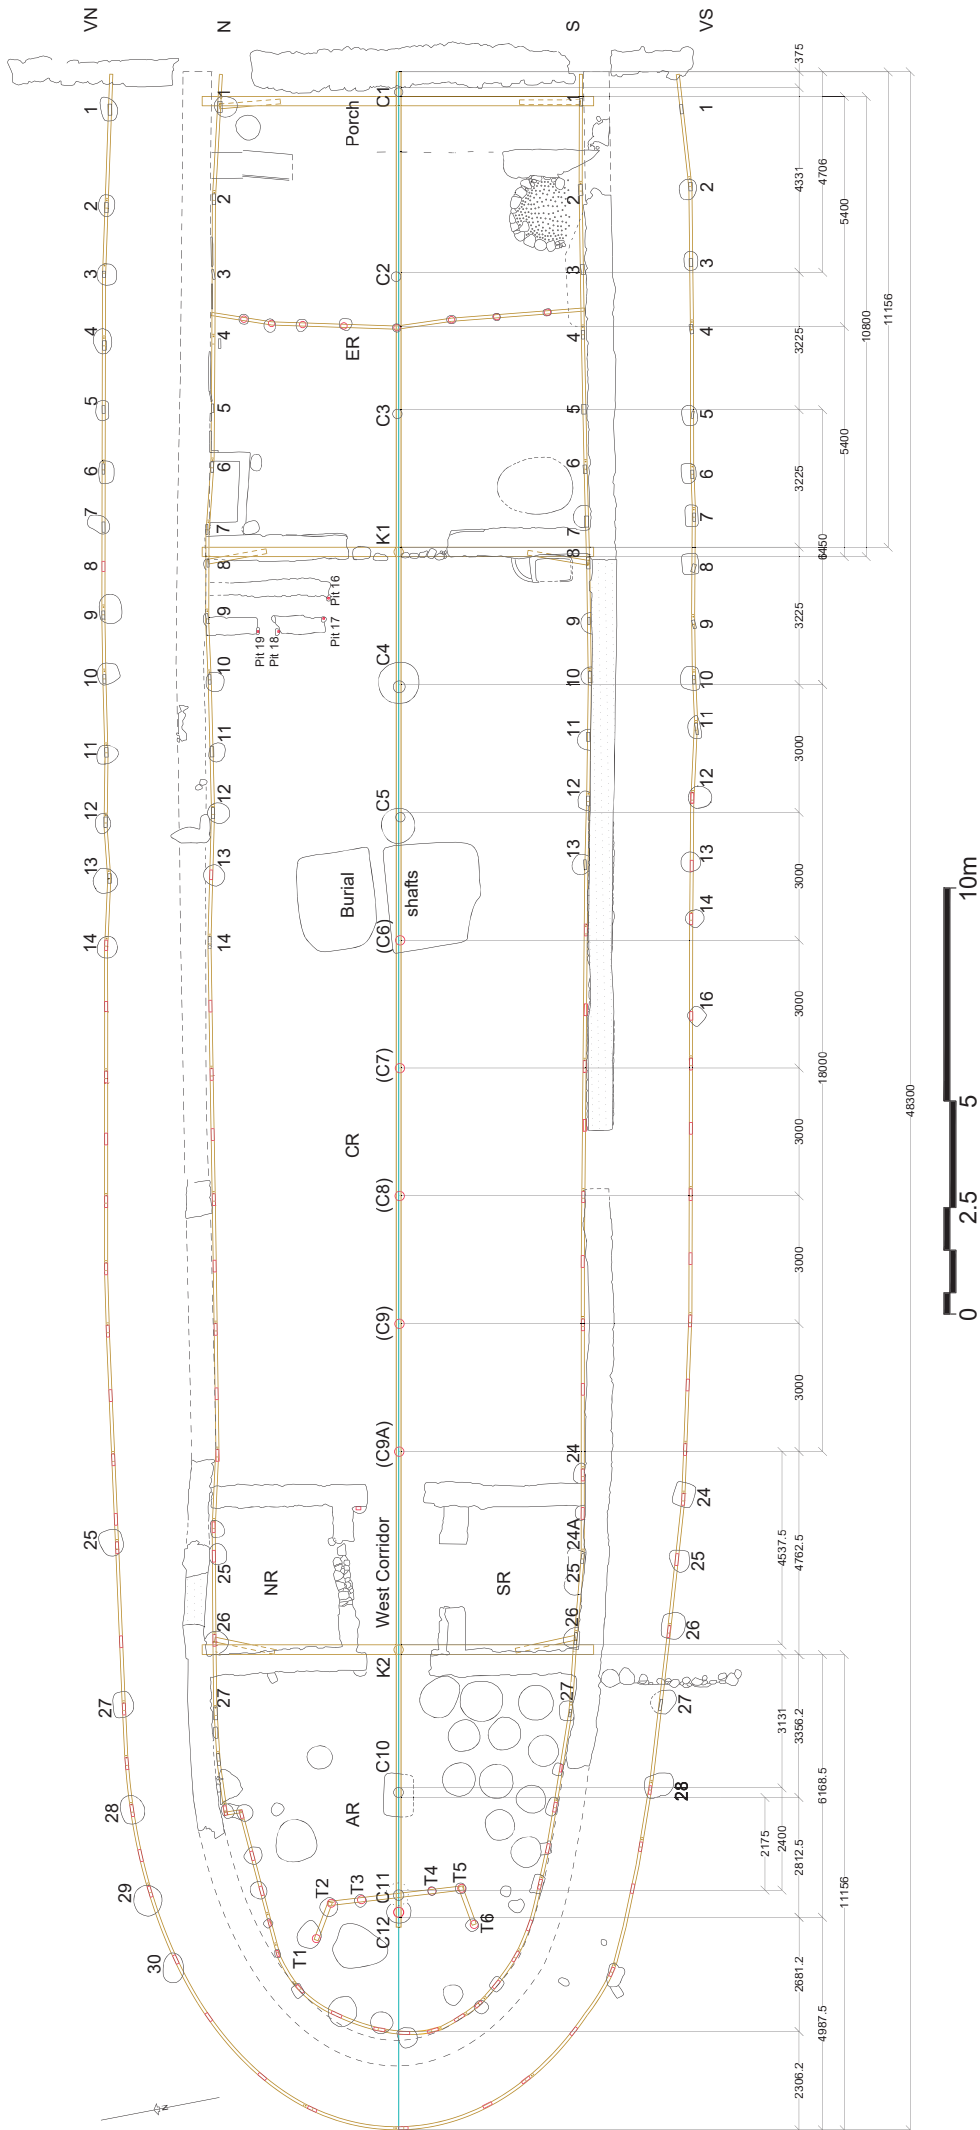 VN
N
S
VS
1
2
3
4
5
6
7
8
9
10
11
12
13
14
25
27
28
29
30
1
2
3
4
5
6
7
8
9
10
11
12
13
14
25
26
27
Porch
ER
CR
NR
SR
AR
West Corridor
Burial
shafts
Pit 16
Pit 17
Pit 18
Pit 19
C1
C2
C3
K1
C4
C5
(C6)
(C7)
(C8)
(C9)
(C9A)
K2
C10
C11
C12
T1
T2
T3
T4
T5
T6
1
2
3
4
5
6
7
8
9
10
11
12
13
24
24A
25
26
27
1
2
3
4
5
6
7
8
9
10
11
12
13
14
16
24
25
26
27
28
375
4331
3225
3225
3225
3000
3000
3000
3000
3000
3000
4762.5
3356.2
2812.5
2681.2
2306.2
4706
6450
18000
6168.5
4987.5
5400
5400
10800
11156
11156
4537.5
3131
2400
2175
48300
0
2.5
5
10m
N